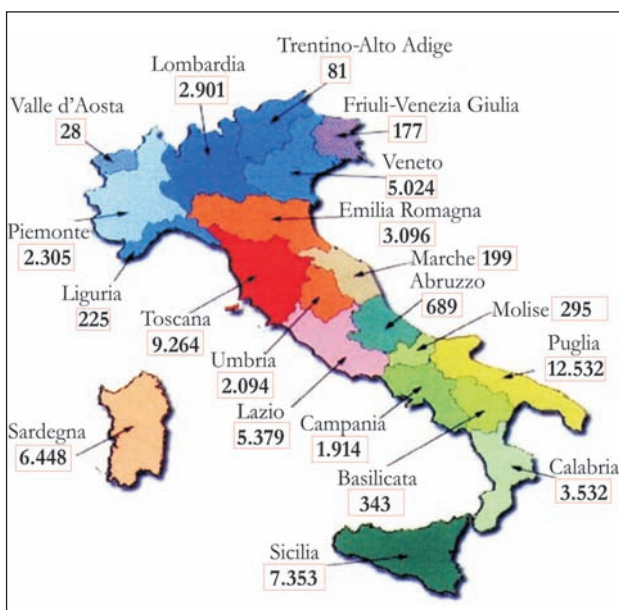 Trentino-Alto Adige
81
Lombardia
2.901
Valle d'Aosta
28
Friuli-Venezia Giulia
177
Veneto
5.024
Emilia Romagna
3.096
Piemonte
2.305
Marche 199
Abruzzo
689
Liguria
225
Molise 295
Toscana
9.264
Puglia
12.532
Umbria
2.094
Lazio
5.379
Campania
1.914
Sardegna
6.448
Basilicata
343
Calabria
3.532
Sicilia
7.353